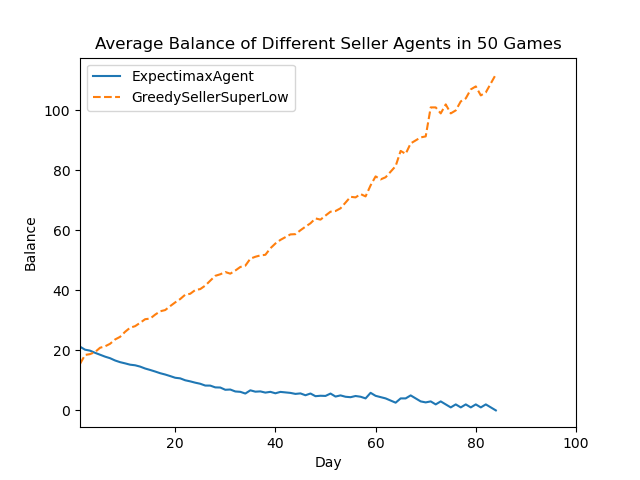 Average Balance of Different Seller Agents in 50 Games
ExpectimaxAgent
GreedySellerSuperLow
Balance
100
80
60
40
20
0
20 40 60 80 100
Day